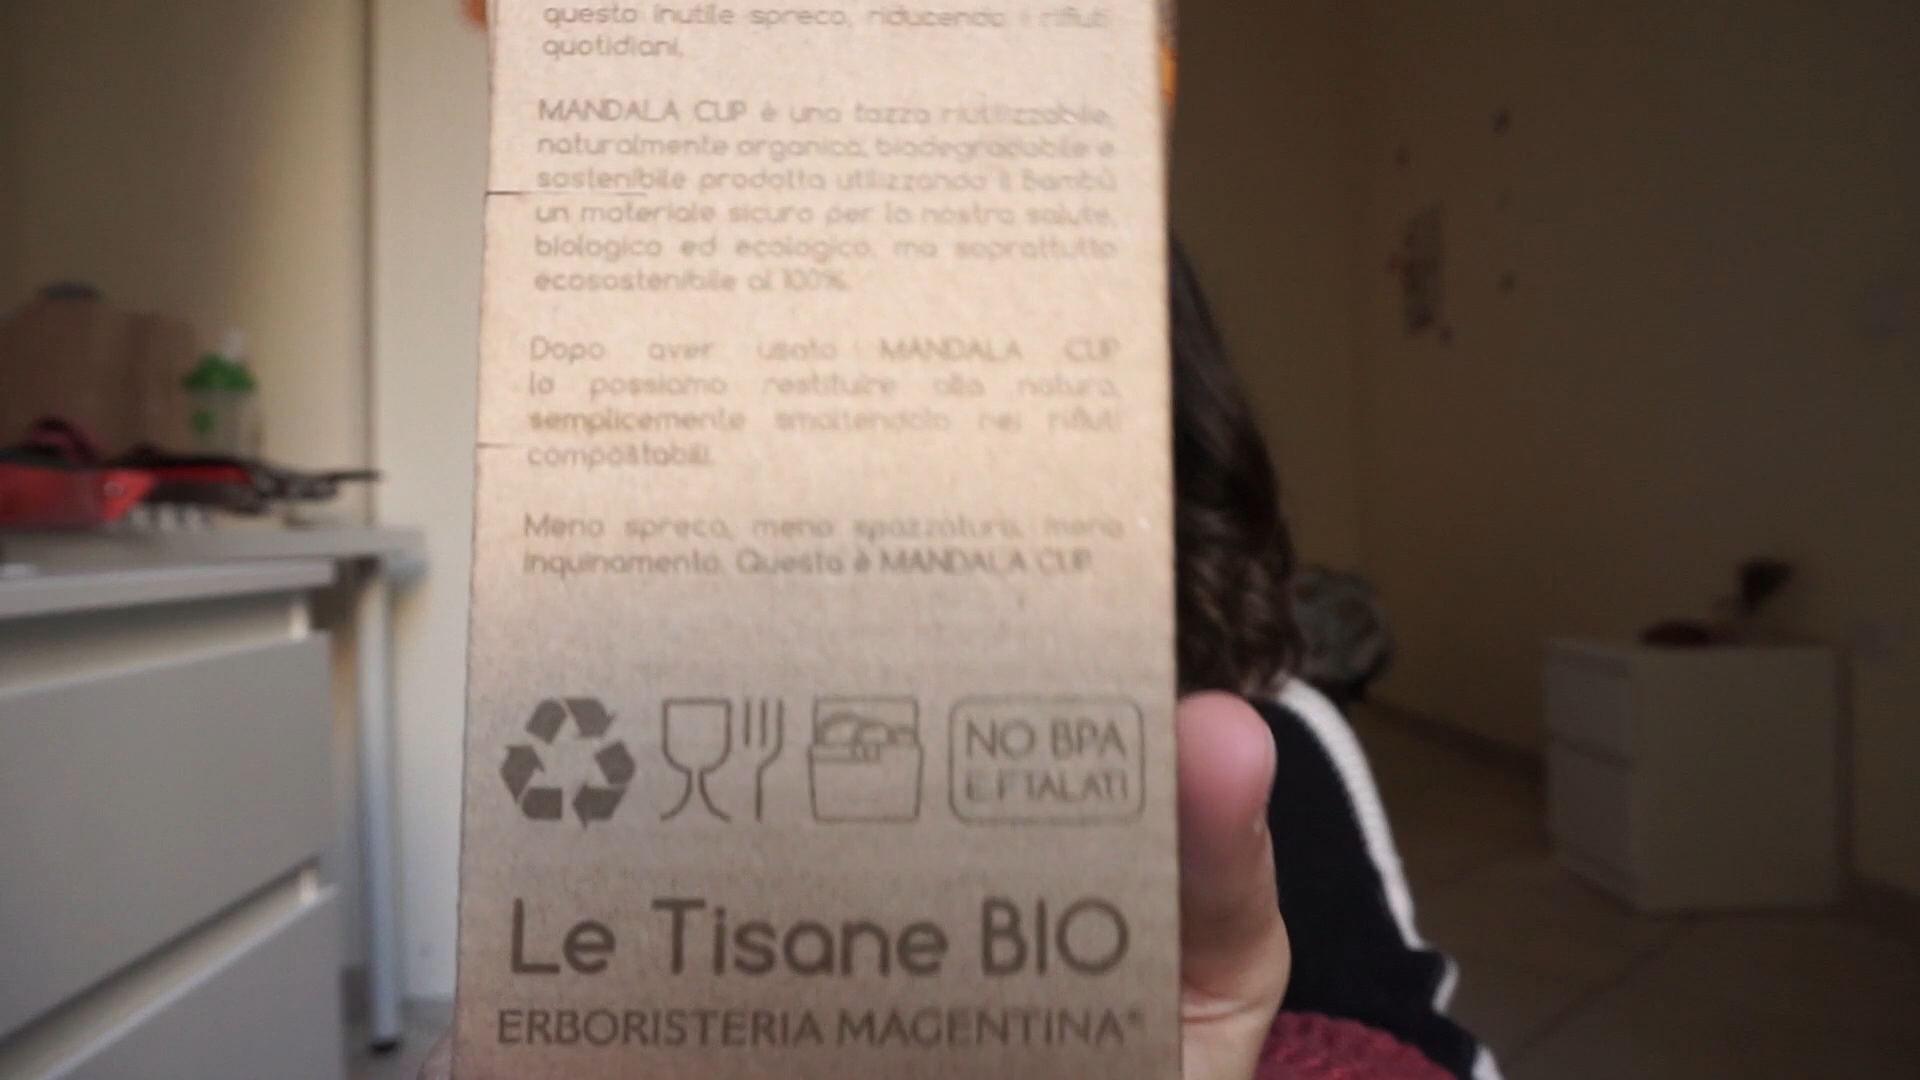 questo inutile spreco, riducendo i rifiuti
quotidiani.
MANDALA CUP è una tazza riutilizzabile,
naturalmente organica, biodegradabile e
sostenibile prodotta utilizzando il Bambù
un materiale sicuro per la nostra salute,
biologico ed ecologico, ma soprattutto
ecosostenibile al 100%.
Dopo aver usato MANDALA CUP
la possiamo restituire alla natura,
semplicemente smaltendola nei rifiuti
compostabili.
Meno spreco, meno spazzatura, meno
inquinamento. Questa è MANDALA CUP.
NO BPA
E FTALATI
Le Tisane BIO
ERBORISTERIA MAGENTINA®